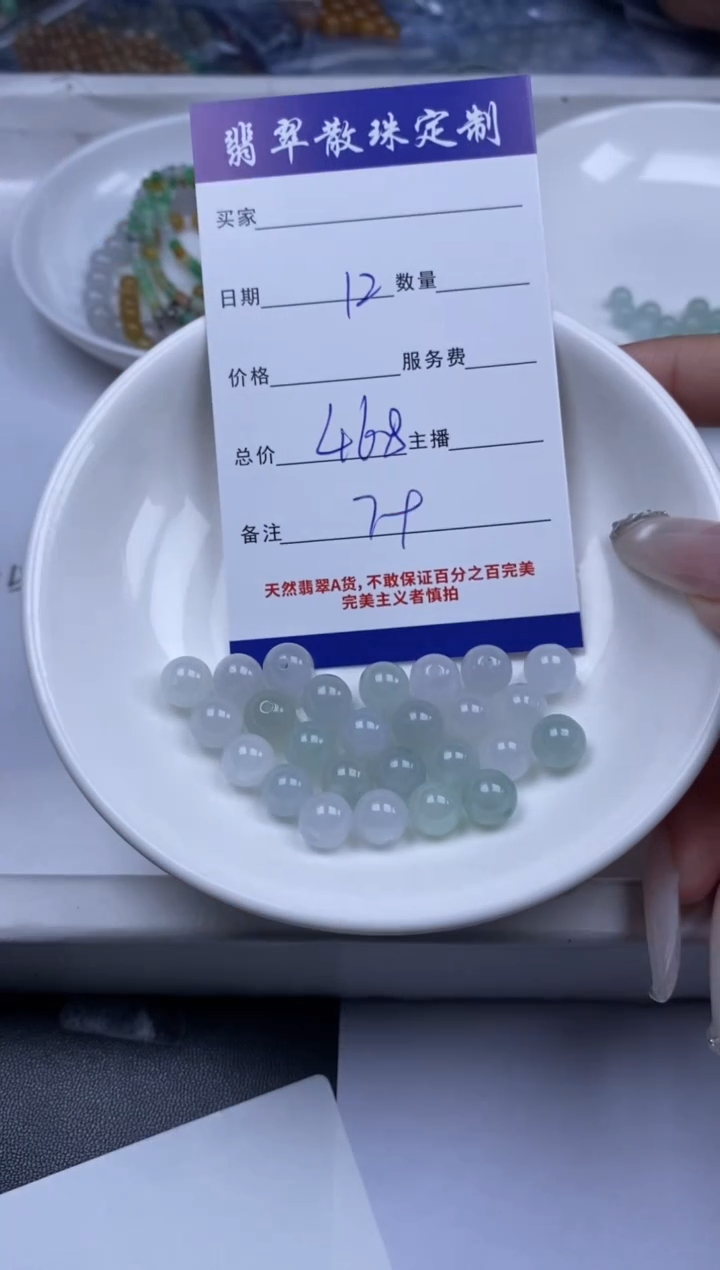 翡翠散珠定制
买家
日期 12 数量
价格 服务费
总价 468 主播
备注
天然翡翠A货,不敢保证百分之百完美
完美主义者慎拍